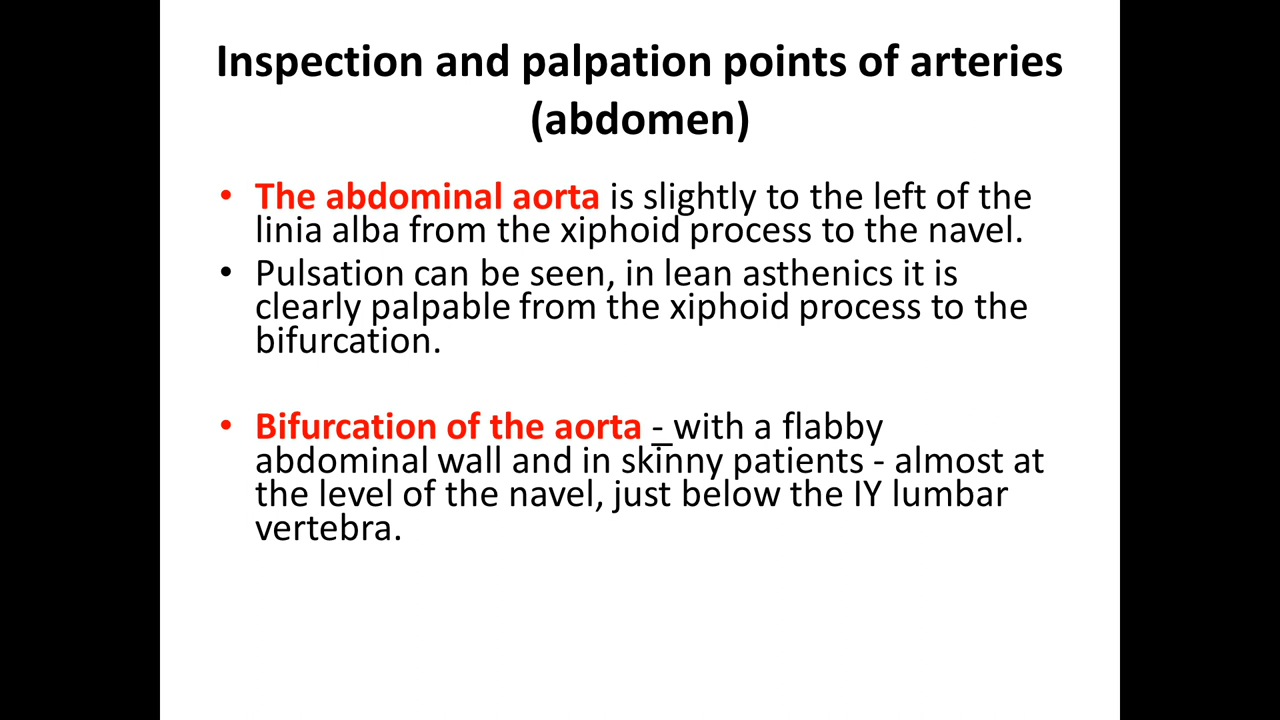 Inspection and palpation points of arteries
(abdomen)
• The abdominal aorta is slightly to the left of the
linia alba from the xiphoid process to the navel.
• Pulsation can be seen, in lean asthenics it is
clearly palpable from the xiphoid process to the
bifurcation.
• Bifurcation of the aorta - with a flabby
abdominal wall and in skinny patients - almost at
the level of the navel, just below the IY lumbar
vertebra.